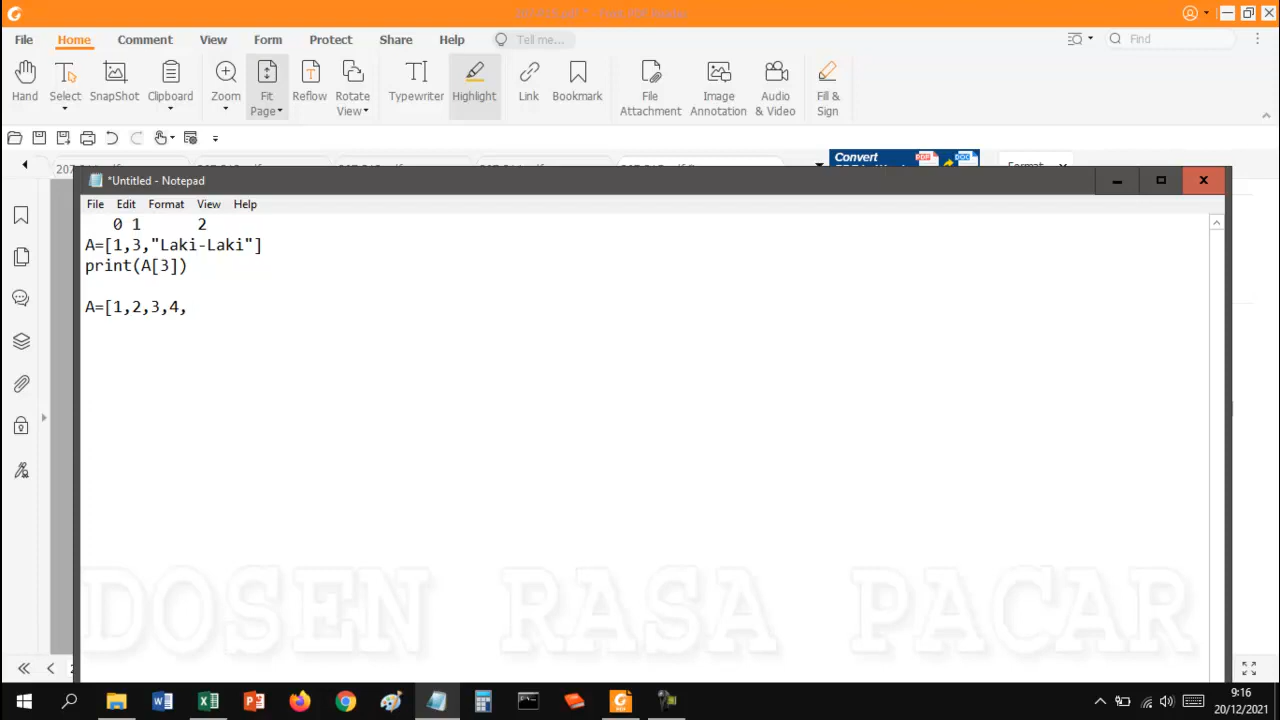 File Home Comment View Form Protect Share Help Tell me... Find
Hand Select SnapShot Clipboard Zoom Fit Page Reflow Rotate View Typewriter Highlight Link Bookmark File Attachment Image Annotation Audio & Video Fill & Sign
Convert
*Untitled - Notepad
File Edit Format View Help
0 1 2
A=[1,3,"Laki-Laki"]
print(A[3])
A=[1,2,3,4,
DOSEN RASA PACAR
9:16
20/12/2021